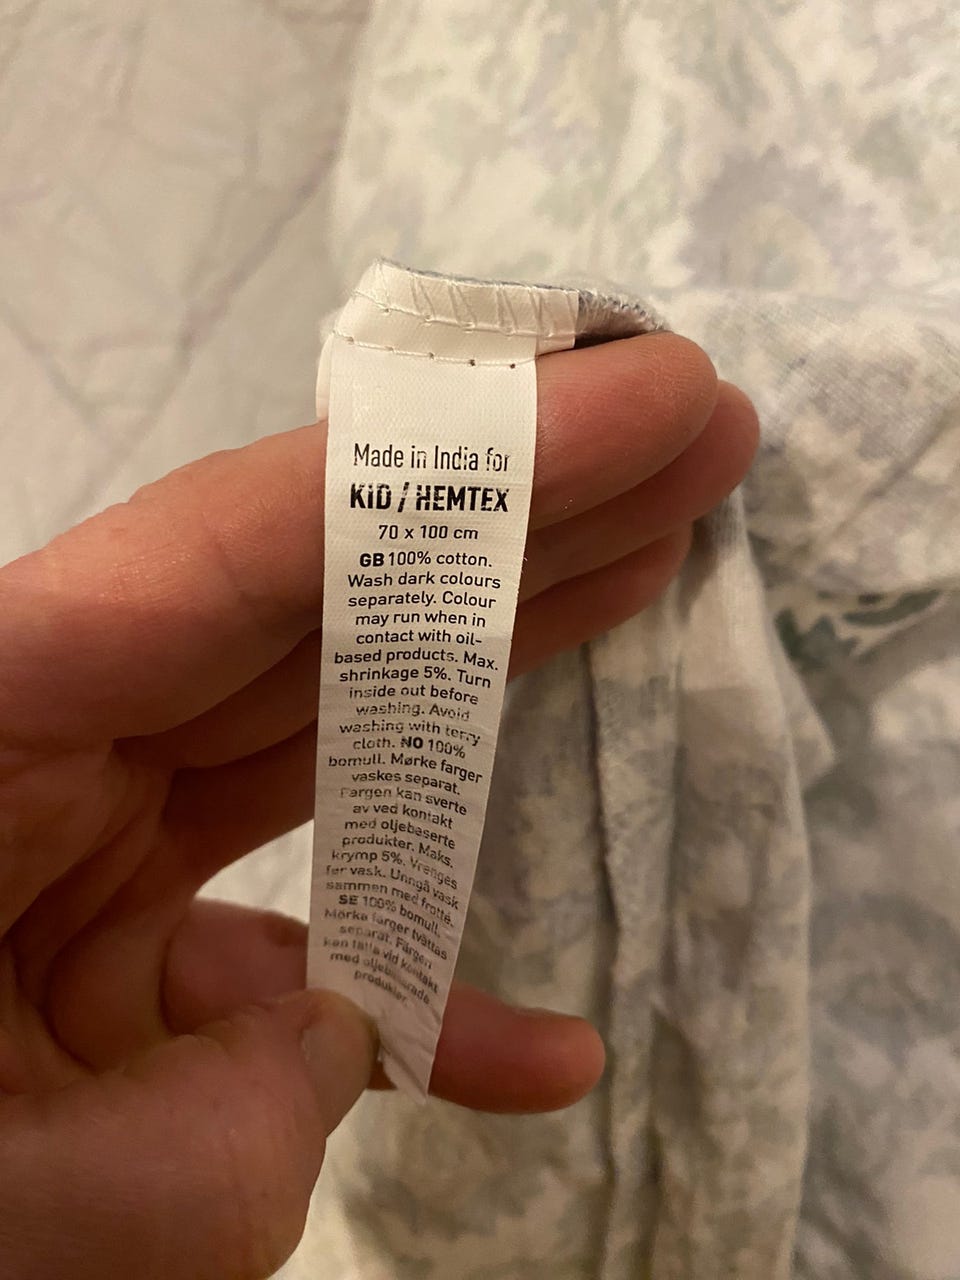 Made in India for
KID / HEMTEX
70 x 100 cm
GB 100% cotton.
Wash dark colours
separately. Colour
may run when in
contact with oil-
based products. Max.
shrinkage 5%. Turn
inside out before
washing. Avoid
washing with terry
cloth. NO 100%
bomull. Mørke farger
vaskes separat.
Fargen kan sverte
av ved kontakt
med oljebaserte
produkter. Maks.
krymp 5%. Vrenges
før vask. Unngå vask
sammen med frotté.
SE 100% bomull.
Mörka färger tvättas
separat. Färgen
kan fälla vid kontakt
med oljebaserade
produkter.